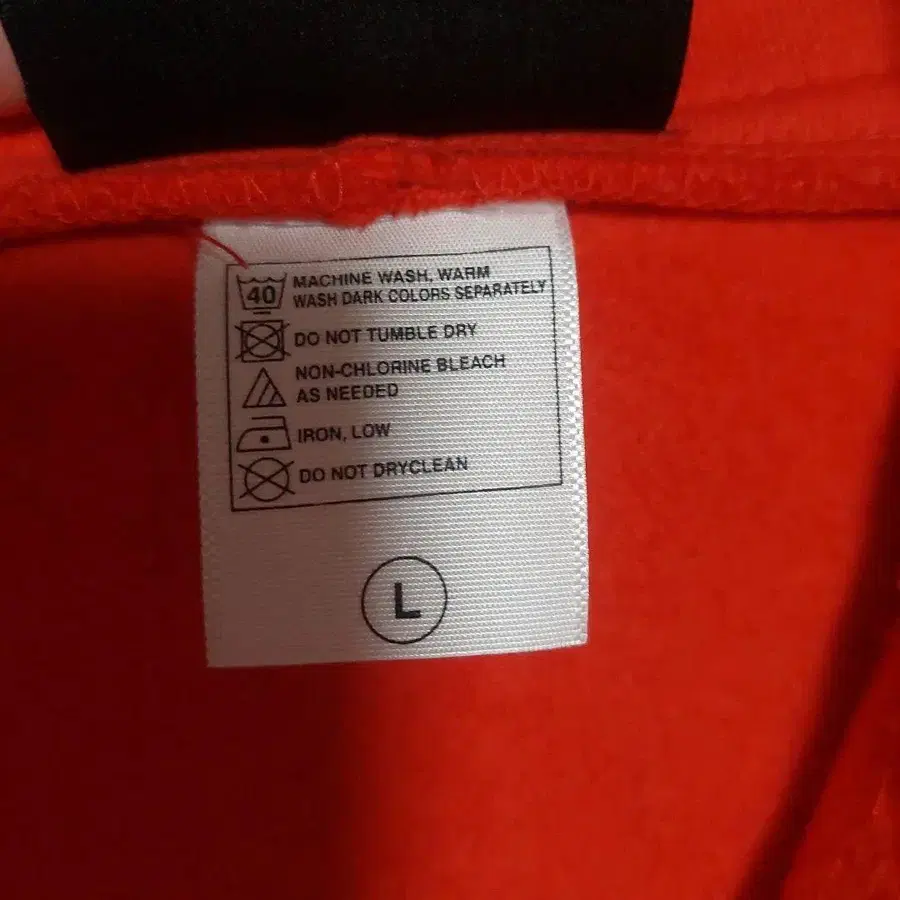 40 MACHINE WASH, WARM
WASH DARK COLORS SEPARATELY
DO NOT TUMBLE DRY
NON-CHLORINE BLEACH
AS NEEDED
IRON, LOW
DO NOT DRYCLEAN
L